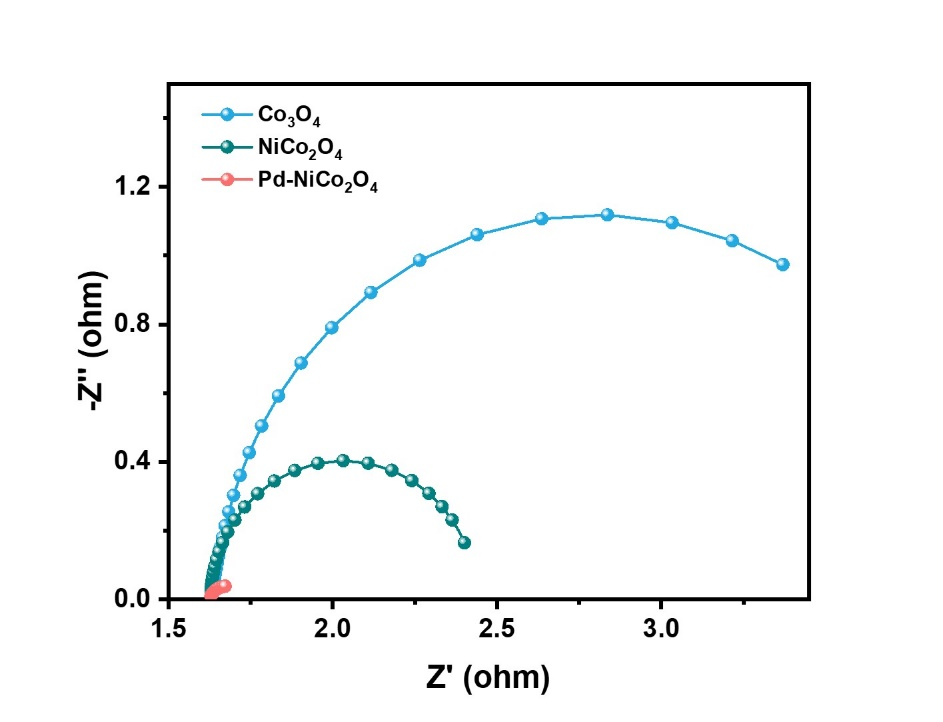 Co₃O₄
NiCo₂O₄
Pd-NiCo₂O₄
1.2
0.8
0.4
0.0
-Z'' (ohm)
1.5 2.0 2.5 3.0
Z' (ohm)